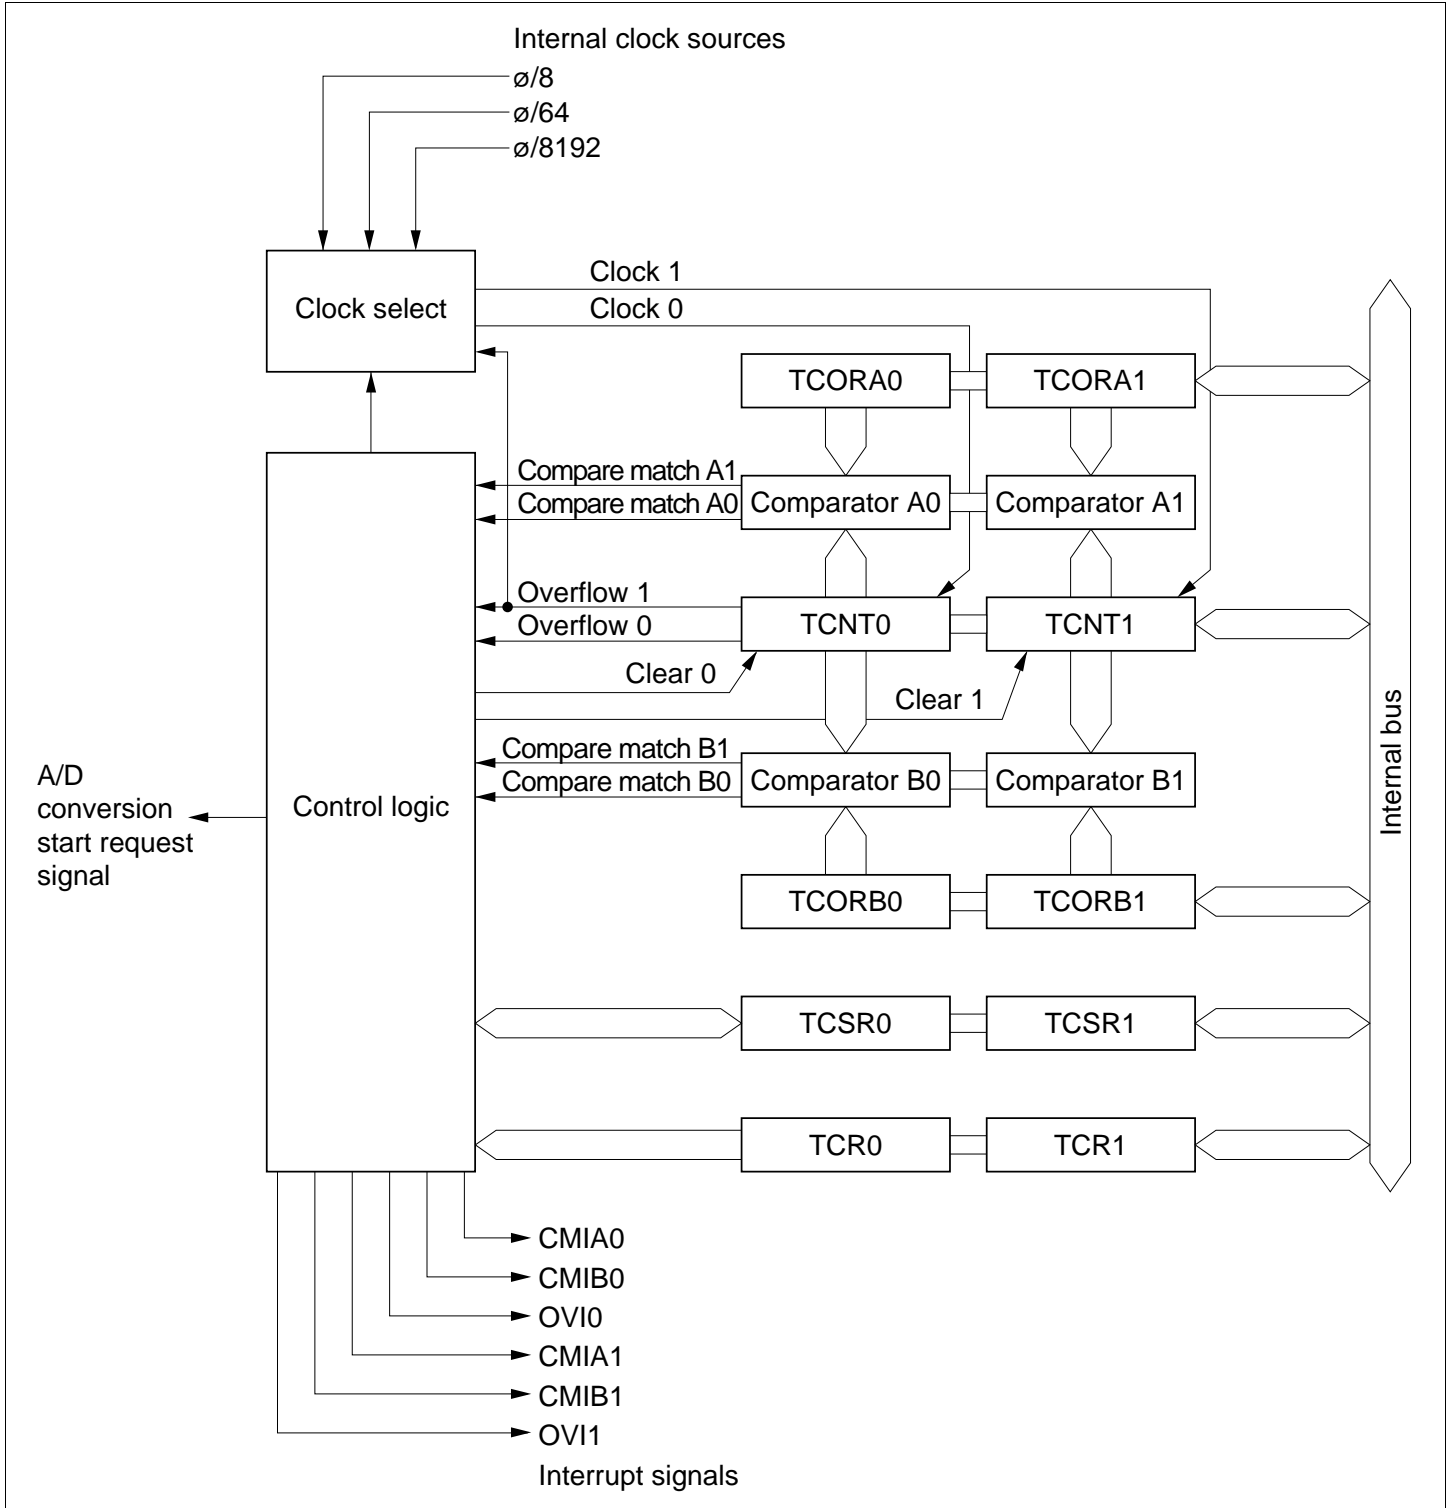 Internal clock sources
ø/8
ø/64
ø/8192
Clock select
Clock 1
Clock 0
TCORA0
TCORA1
Compare match A1
Compare match A0
Comparator A0
Comparator A1
Overflow 1
Overflow 0
TCNT0
TCNT1
Clear 0
Clear 1
Compare match B1
Compare match B0
Comparator B0
Comparator B1
Internal bus
A/D
conversion
start request
signal
Control logic
TCORB0
TCORB1
TCSR0
TCSR1
TCR0
TCR1
CMIA0
CMIB0
OVI0
CMIA1
CMIB1
OVI1
Interrupt signals